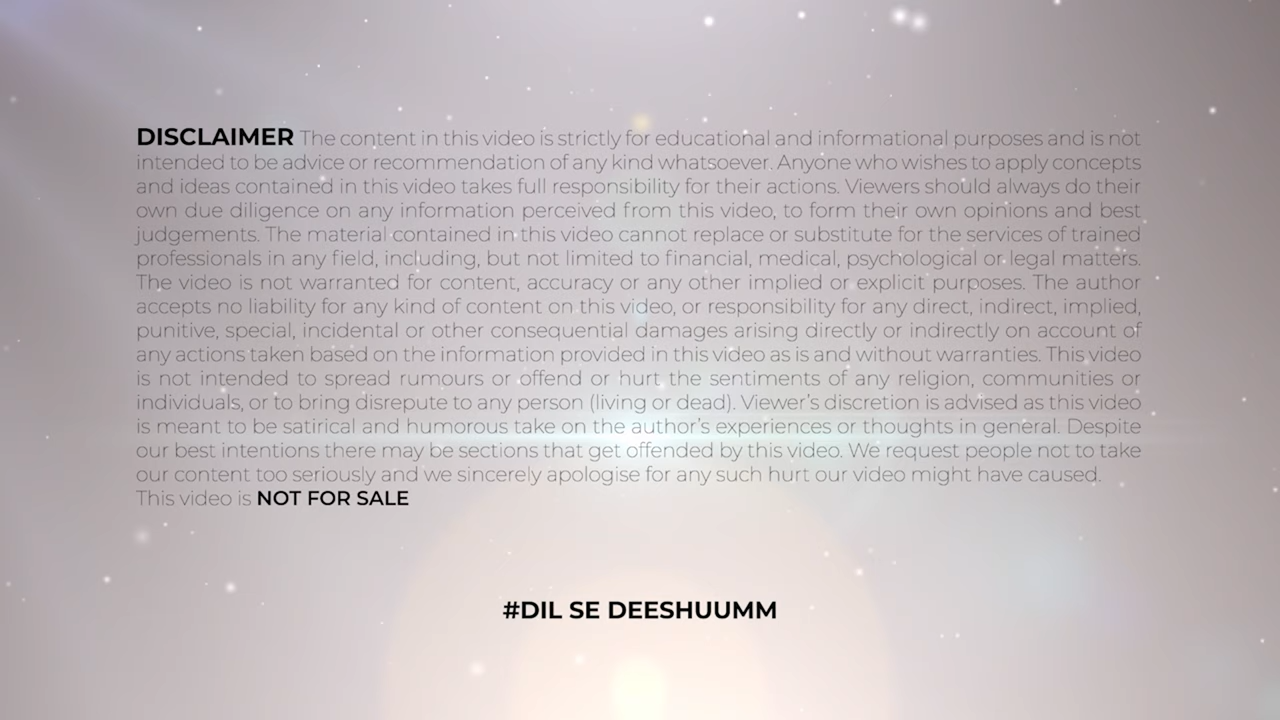 DISCLAIMER The content in this video is strictly for educational and informational purposes and is not
intended to be advice or recommendation of any kind whatsoever. Anyone who wishes to apply concepts
and ideas contained in this video takes full responsibility for their actions. Viewers should always do their
own due diligence on any information perceived from this video, to form their own opinions and best
judgements. The material contained in this video cannot replace or substitute for the services of trained
professionals in any field, including, but not limited to financial, medical, psychological or legal matters.
The video is not warranted for content, accuracy or any other implied or explicit purposes. The author
accepts no liability for any kind of content on this video, or responsibility for any direct, indirect, implied,
punitive, special, incidental or other consequential damages arising directly or indirectly on account of
any actions taken based on the information provided in this video as is and without warranties. This video
is not intended to spread rumours or offend or hurt the sentiments of any religion, communities or
individuals, or to bring disrepute to any person (living or dead). Viewer's discretion is advised as this video
is meant to be satirical and humorous take on the author's experiences or thoughts in general. Despite
our best intentions there may be sections that get offended by this video. We request people not to take
our content too seriously and we sincerely apologise for any such hurt our video might have caused.
This video is NOT FOR SALE
#DIL SE DEESHUUMM